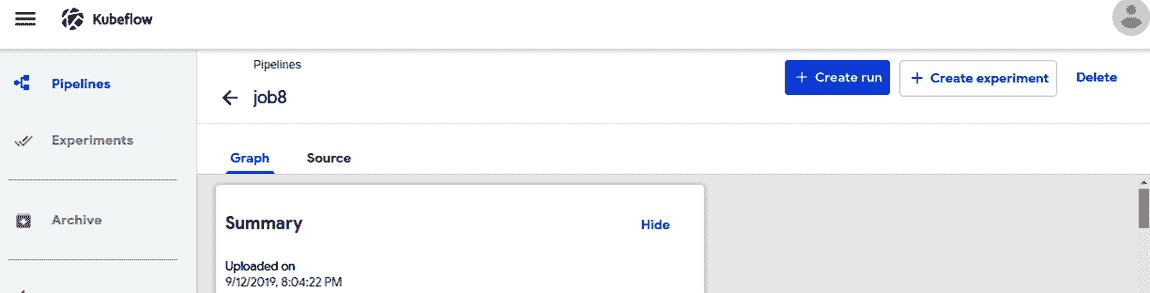 Kubeflow
Pipelines
Experiments
Archive
Pipelines
job8
+ Create run
+ Create experiment
Delete
Graph
Source
Summary
Hide
Uploaded on
9/12/2019, 8:04:22 PM